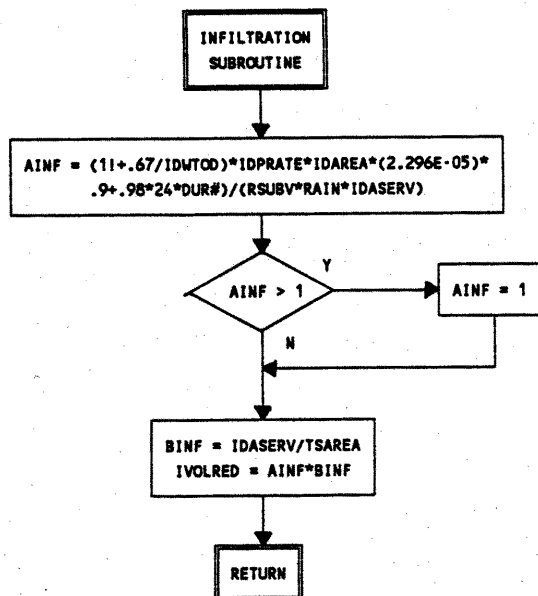 INFILTRATION
SUBROUTINE
AINF = (1!+.67/IDWTOD)*IDPRATE*IDAREA*(2.296E-05)*
.9+.98*24*DUR#)/(RSUBV*RAIN*IDASERV)
Y
AINF > 1
AINF = 1
N
BINF = IDASERV/TSAREA
IVOLRED = AINF*BINF
RETURN